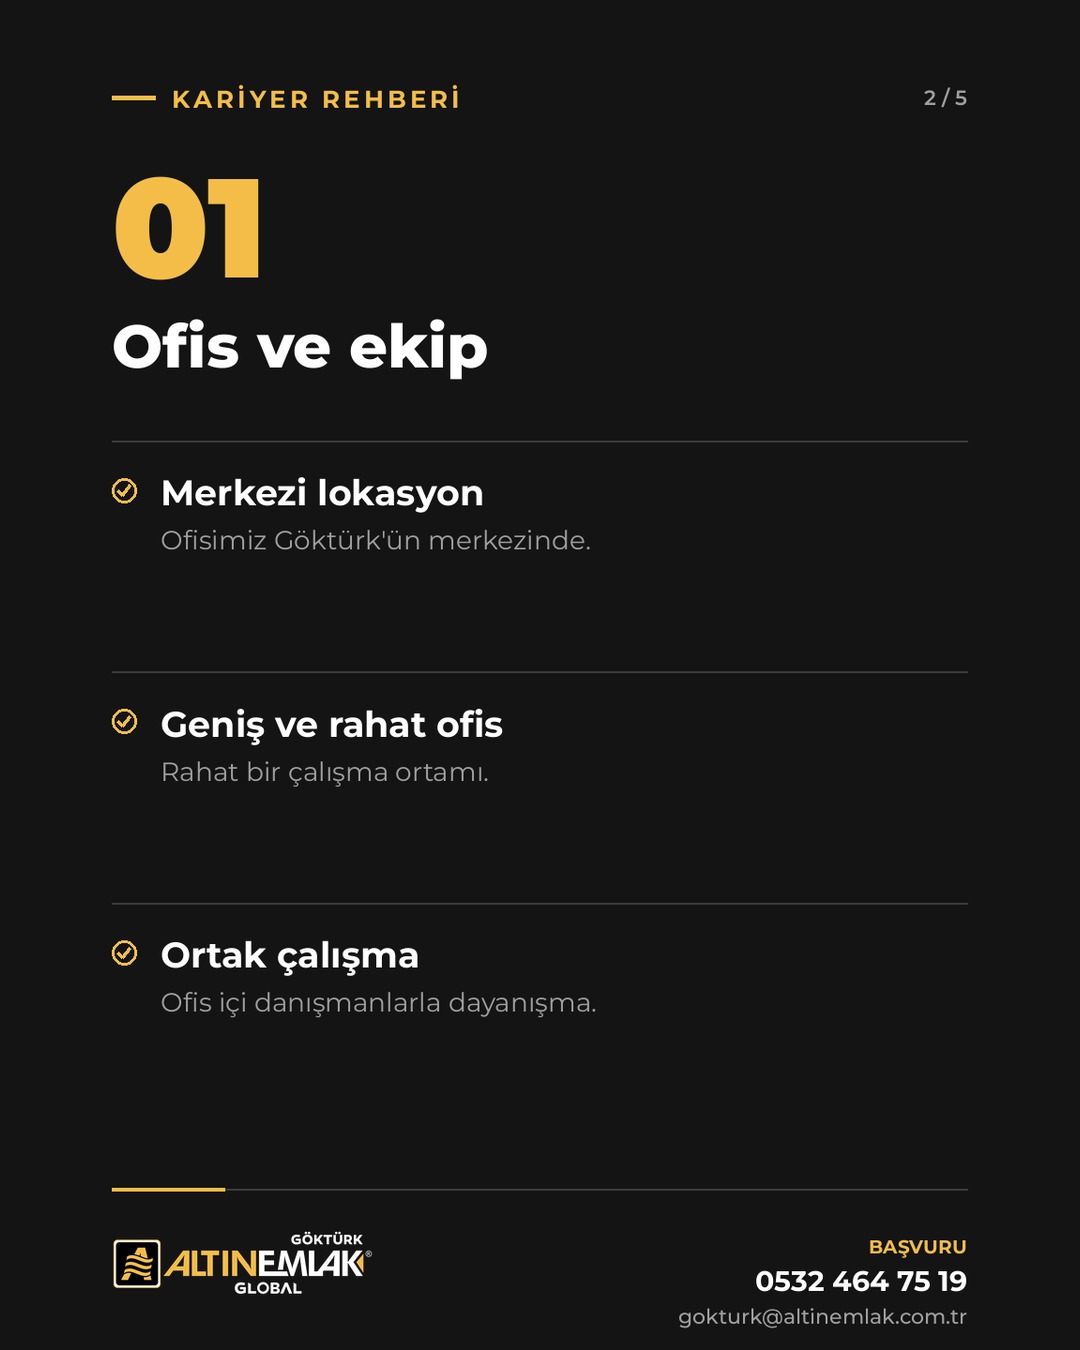 KARİYER REHBERİ
2 / 5
01
Ofis ve ekip
Merkezi lokasyon
Ofisimiz Göktürk'ün merkezinde.
Geniş ve rahat ofis
Rahat bir çalışma ortamı.
Ortak çalışma
Ofis içi danışmanlarla dayanışma.
GÖKTÜRK
ALTINEMLAK®
GLOBAL
BAŞVURU
0532 464 75 19
gokturk@altinemlak.com.tr